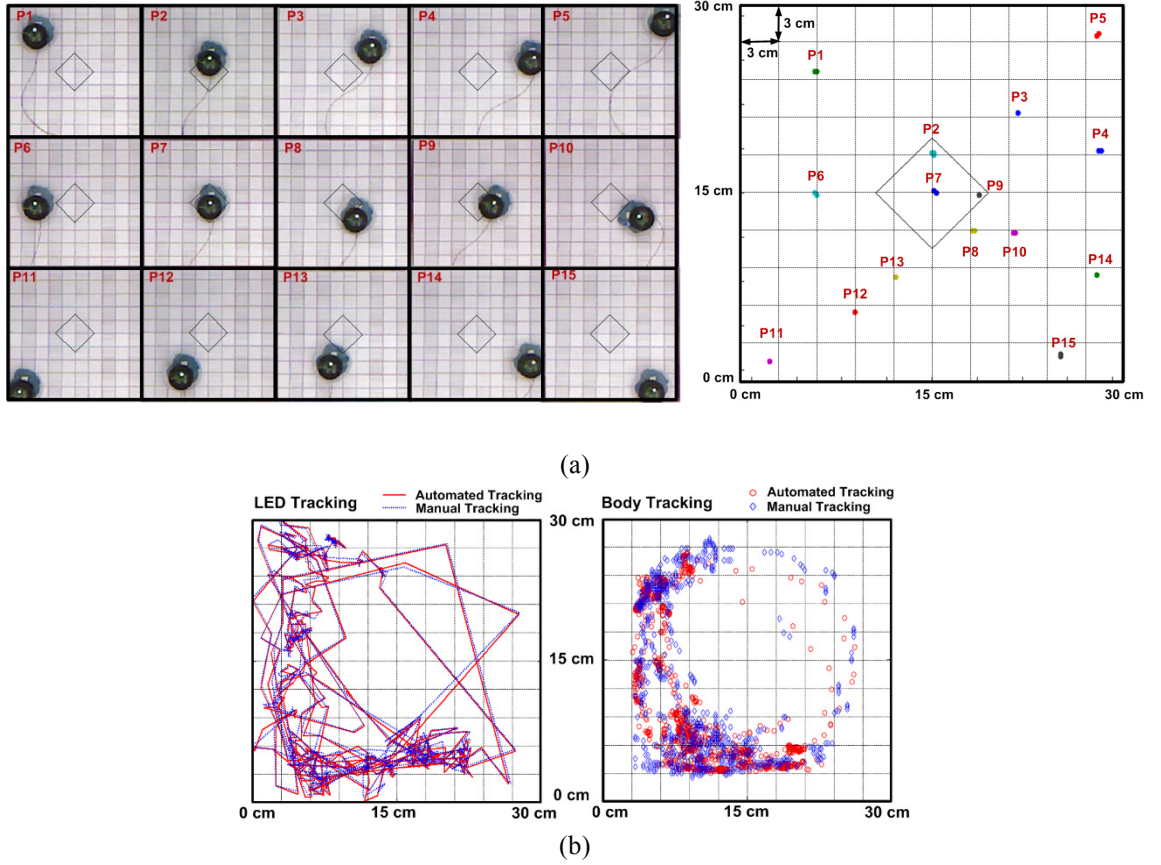 P1 P2 P3 P4 P5
P6 P7 P8 P9 P10
P11 P12 P13 P14 P15
30 cm
3 cm
3 cm
P5
P1
P3
P4
P2
P6
P7
P9
15 cm
P8
P10
P13
P14
P12
P11
P15
0 cm
0 cm 15 cm 30 cm
(a)
LED Tracking
Automated Tracking
Manual Tracking
Body Tracking
Automated Tracking
Manual Tracking
30 cm
15 cm
0 cm
0 cm 15 cm 30 cm
0 cm 15 cm 30 cm
(b)